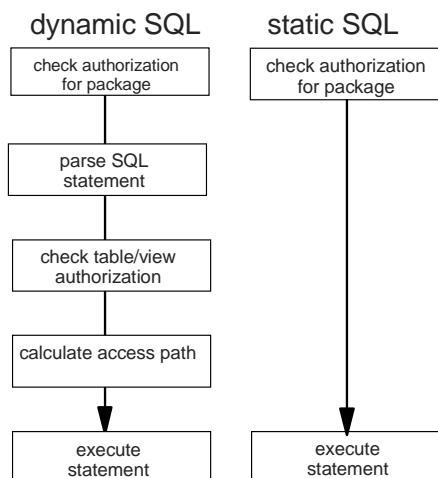 dynamic SQL
static SQL
check authorization
for package
check authorization
for package
parse SQL
statement
check table/view
authorization
calculate access path
execute
statement
execute
statement